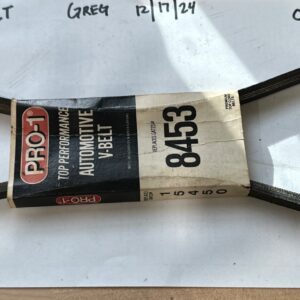 GREG 12/17/24
PRO-1
TOP PERFORMANCE
AUTOMOTIVE
V-BELT
8453
PRO-1
15450